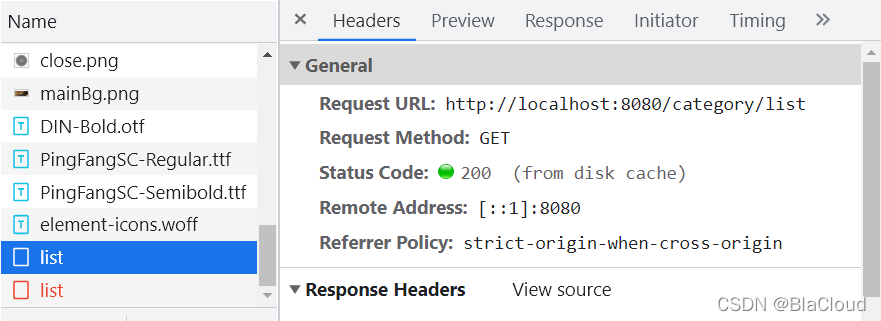 Name
close.png
mainBg.png
DIN-Bold.otf
PingFangSC-Regular.ttf
PingFangSC-Semibold.ttf
element-icons.woff
list
list
Headers Preview Response Initiator Timing
General
Request URL: http://localhost:8080/category/list
Request Method: GET
Status Code: 200 (from disk cache)
Remote Address: [::1]:8080
Referrer Policy: strict-origin-when-cross-origin
Response Headers View source
CSDN @BlaCloud